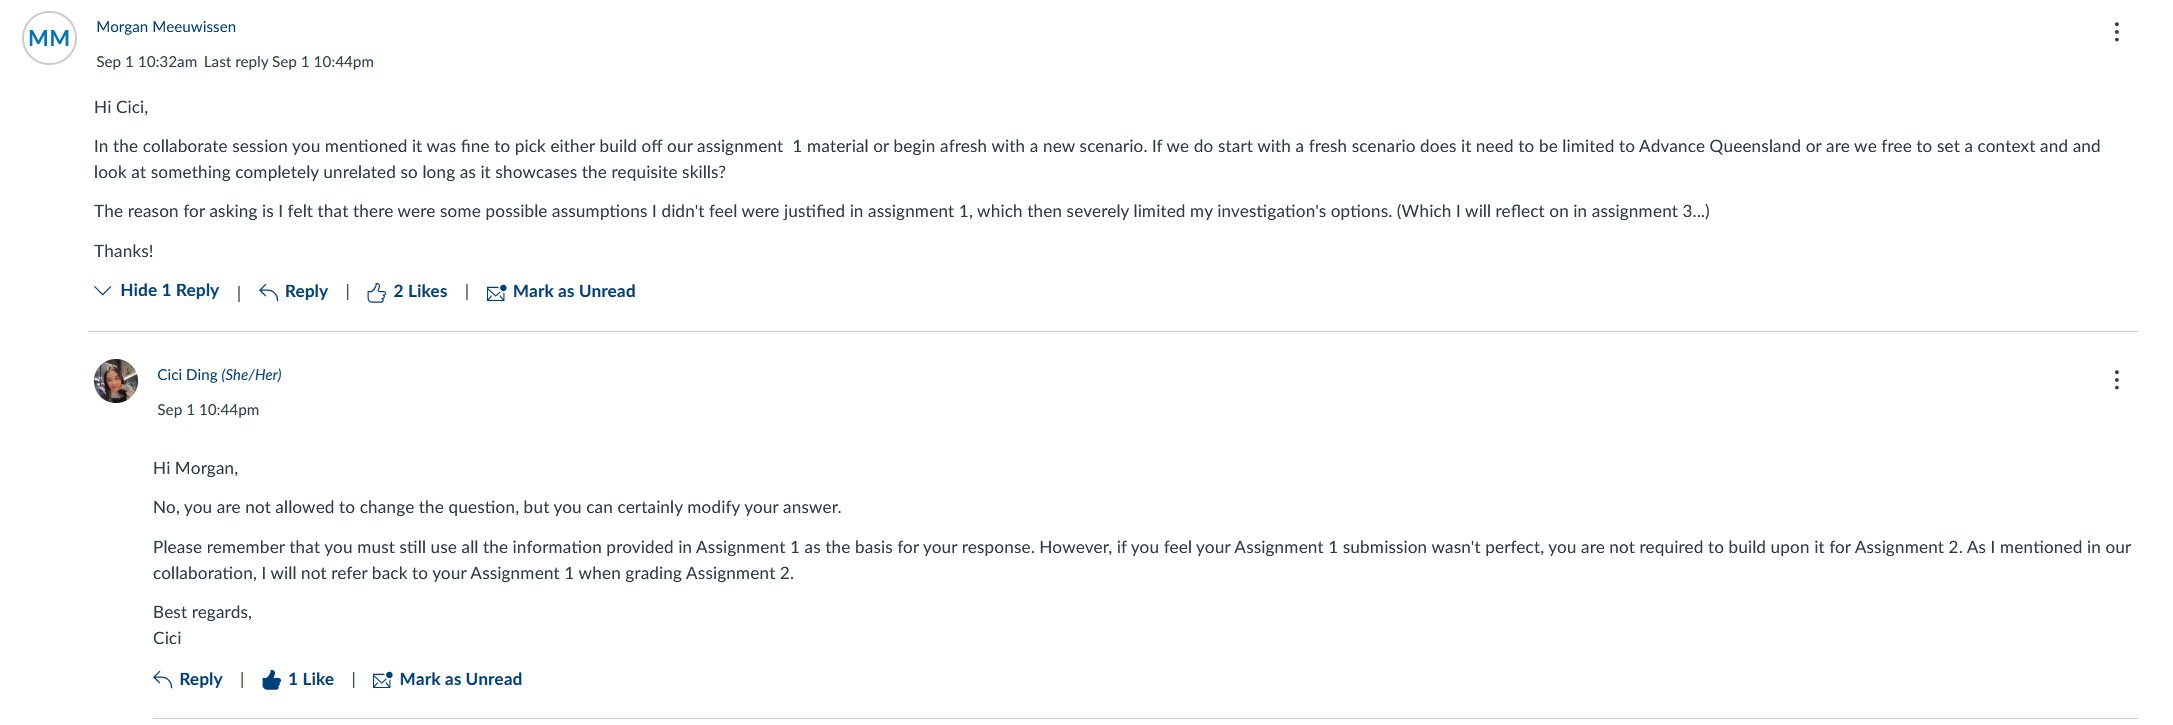 MM
Morgan Meeuwissen
Sep 1 10:32am Last reply Sep 1 10:44pm
Hi Cici,
In the collaborate session you mentioned it was fine to pick either build off our assignment 1 material or begin afresh with a new scenario. If we do start with a fresh scenario does it need to be limited to Advance Queensland or are we free to set a context and and
look at something completely unrelated so long as it showcases the requisite skills?
The reason for asking is I felt that there were some possible assumptions I didn't feel were justified in assignment 1, which then severely limited my investigation's options. (Which I will reflect on in assignment 3...)
Thanks!
Hide 1 Reply | Reply | 2 Likes | Mark as Unread
Cici Ding (She/Her)
Sep 1 10:44pm
Hi Morgan,
No, you are not allowed to change the question, but you can certainly modify your answer.
Please remember that you must still use all the information provided in Assignment 1 as the basis for your response. However, if you feel your Assignment 1 submission wasn't perfect, you are not required to build upon it for Assignment 2. As I mentioned in our
collaboration, I will not refer back to your Assignment 1 when grading Assignment 2.
Best regards,
Cici
Reply | 1 Like | Mark as Unread